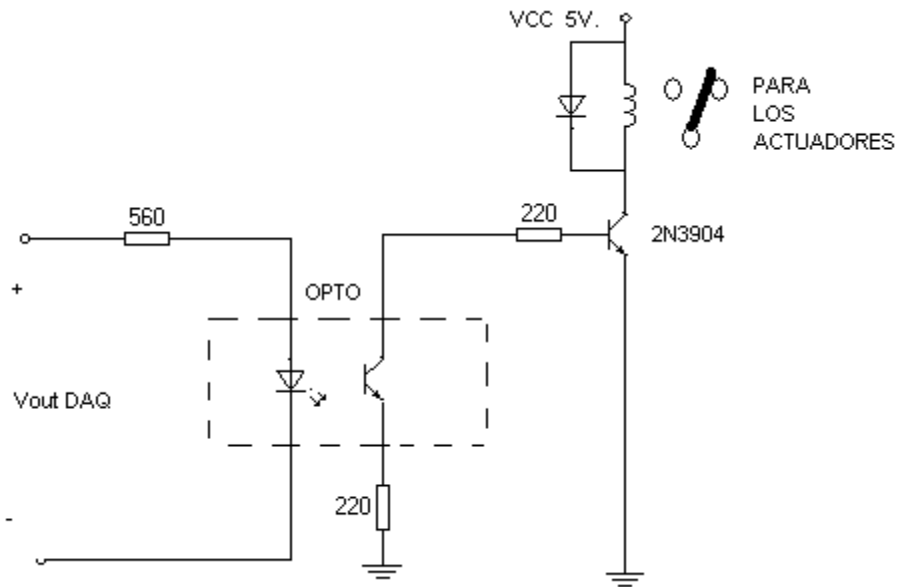 VCC 5V.
PARA
LOS
ACTUADORES
560
220
2N3904
+
OPTO
Vout DAQ
220
-